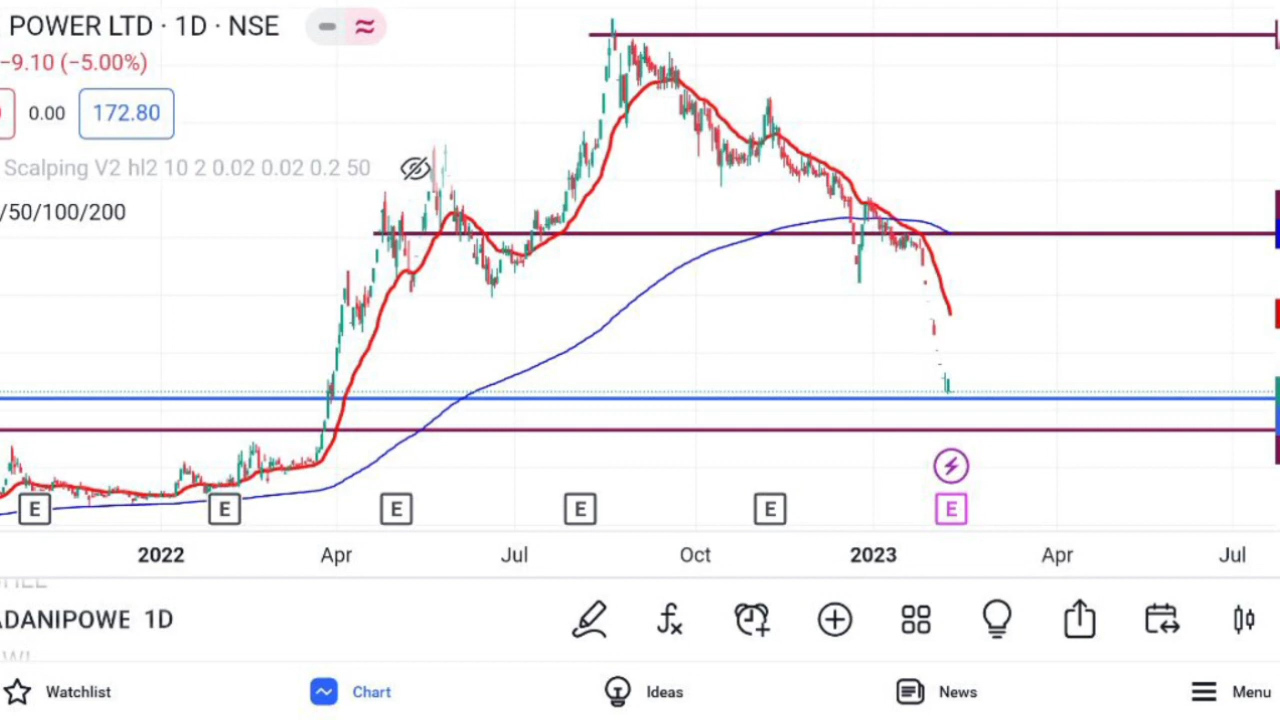 POWER LTD · 1D · NSE
−9.10 (−5.00%)
0.00 172.80
Scalping V2 hl2 10 2 0.02 0.02 0.2 50
/50/100/200
E E E E E E
2022 Apr Jul Oct 2023 Apr Jul
ADANIPOWE 1D
Watchlist Chart Ideas News Menu